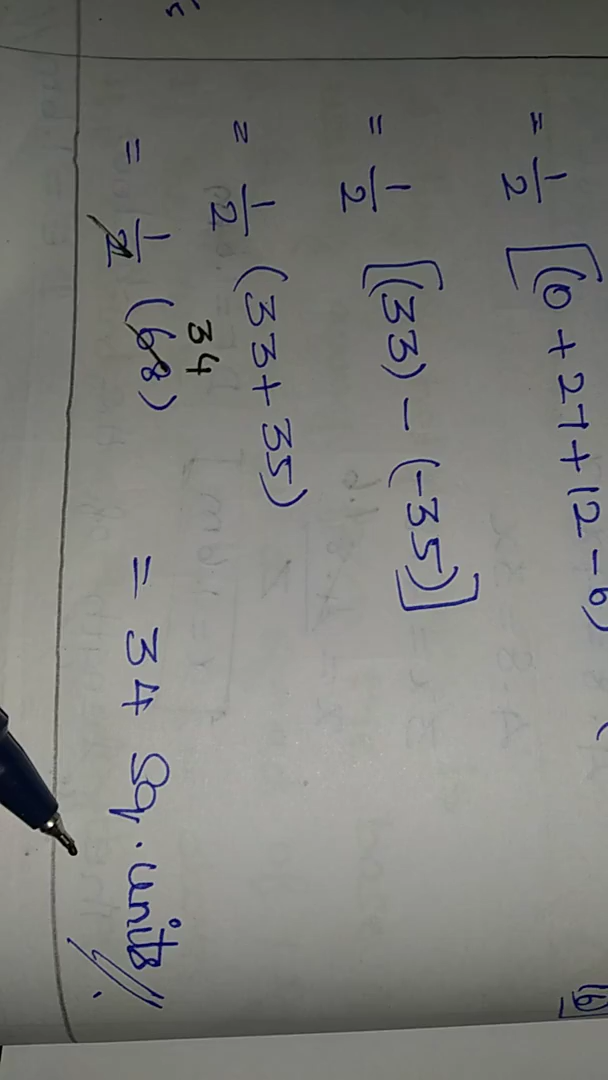 = 1/2 [(0 + 27 + 12 - 6)
= 1/2 [(33) - (-35)]
= 1/2 (33 + 35)
34
= 1/2 (68) = 34 Sq. units//.